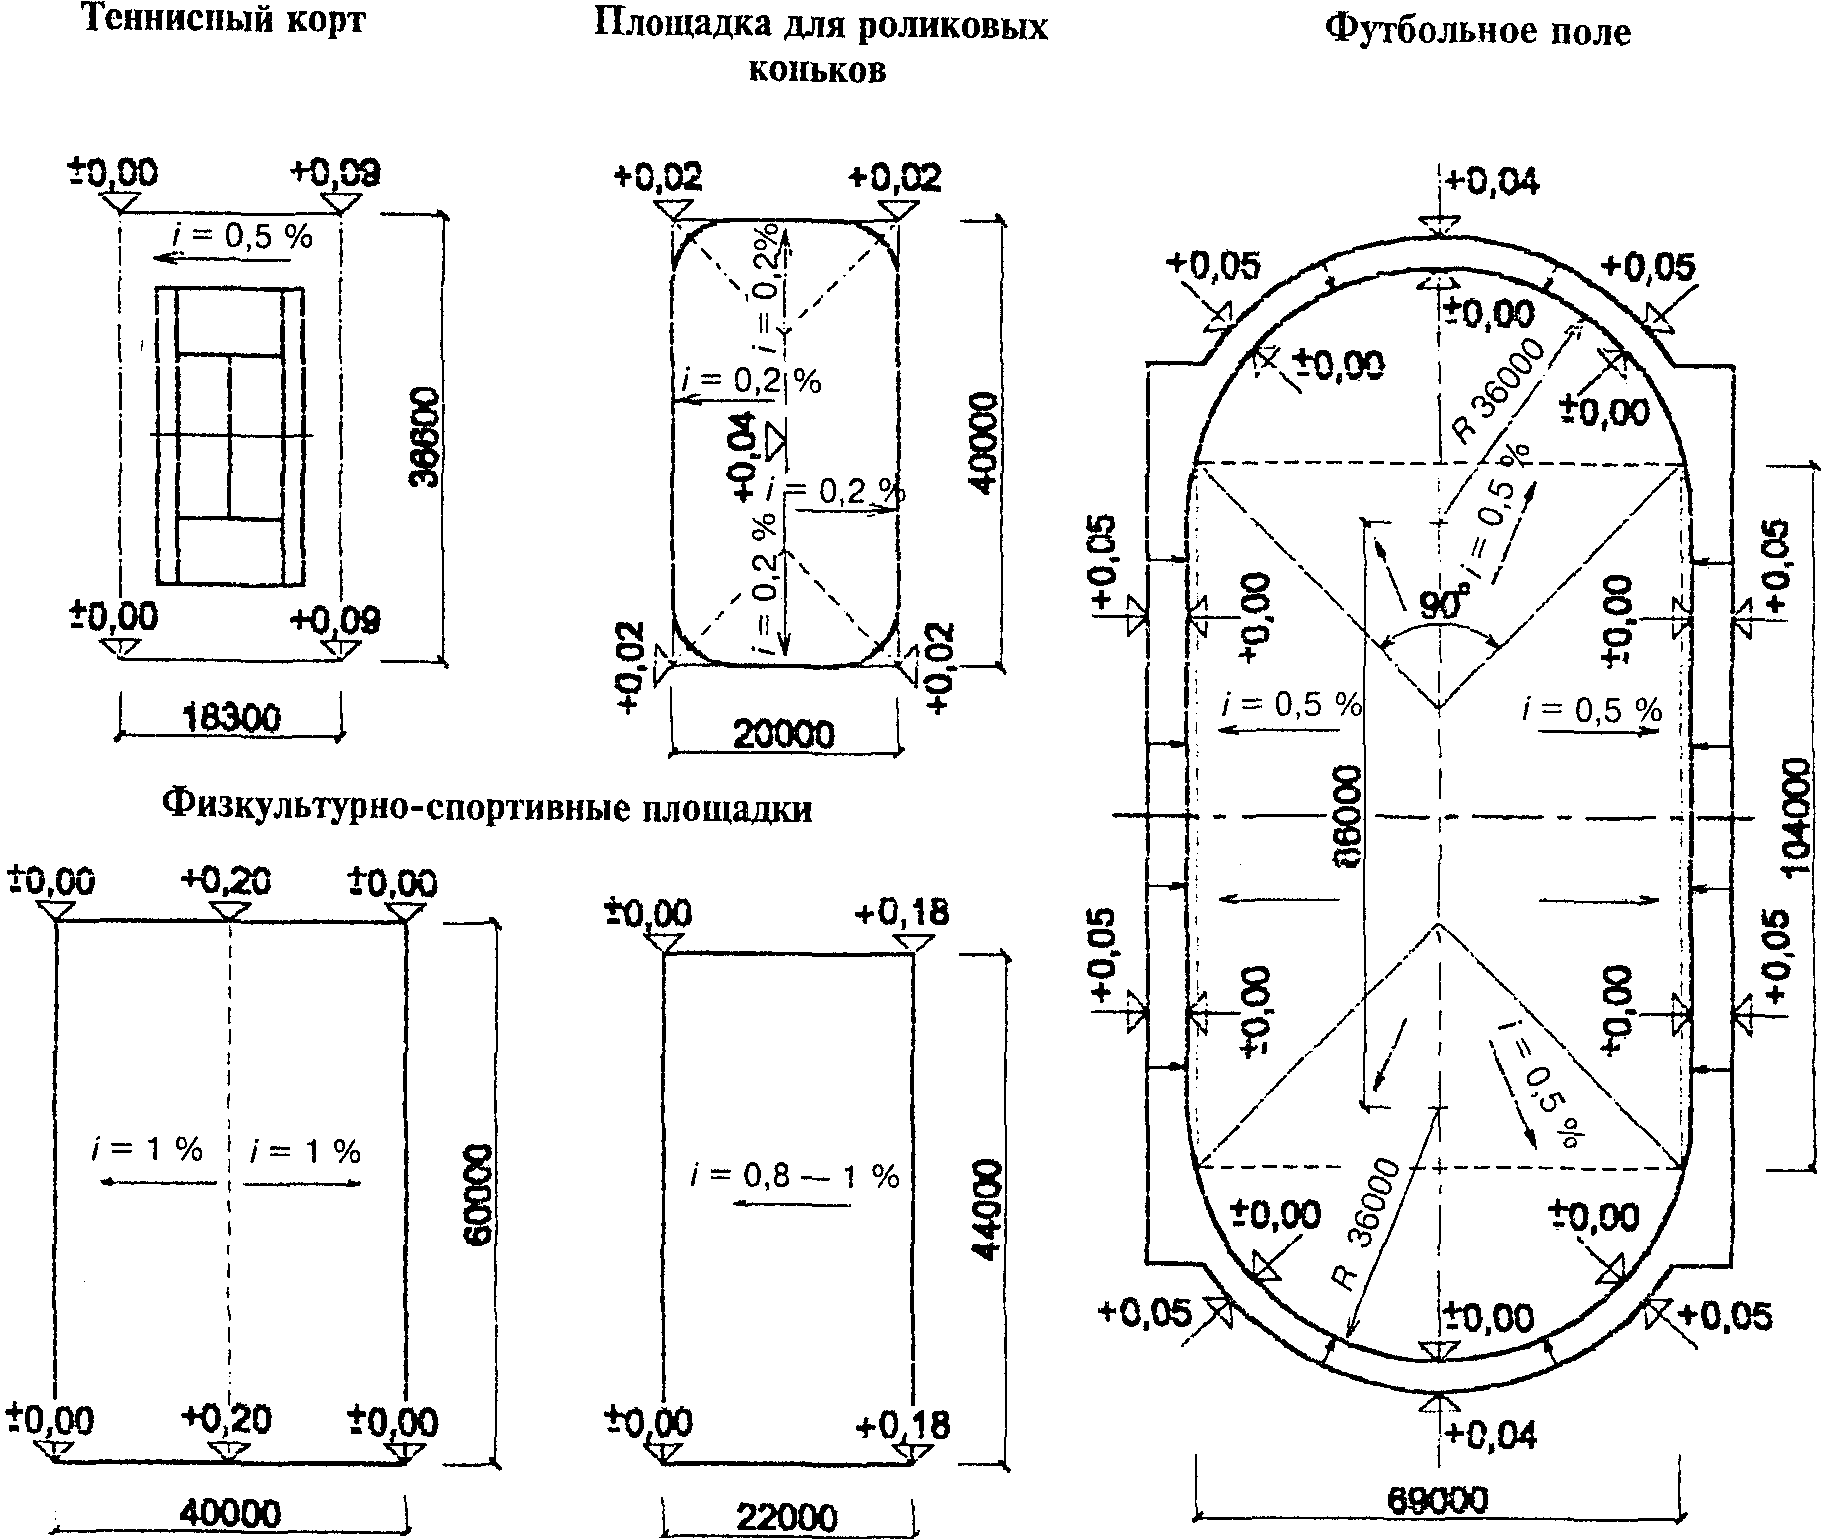 Теннисный корт
±0,00
+0,09
i = 0,5 %
36600
±0,00
+0,09
18300
Площадка для роликовых
коньков
+0,02
+0,02
i = 0,2%
i = 0,2 %
+0,04
i = 0,2 %
i = 0,2 %
40000
+0,02
+0,02
20000
Футбольное поле
+0,04
+0,05
+0,05
±0,00
±0,00
±0,00
R 36000
i = 0,5 %
90°
+0,05
±0,00
±0,00
+0,05
i = 0,5 %
i = 0,5 %
104000
+0,05
±0,00
±0,00
+0,05
i = 0,5 %
R 36000
±0,00
±0,00
+0,05
±0,00
+0,05
+0,04
69000
Физкультурно-спортивные площадки
±0,00
+0,20
±0,00
i = 1 %
i = 1 %
60000
±0,00
+0,20
±0,00
40000
±0,00
+0,18
i = 0,8 — 1 %
44000
±0,00
+0,18
22000